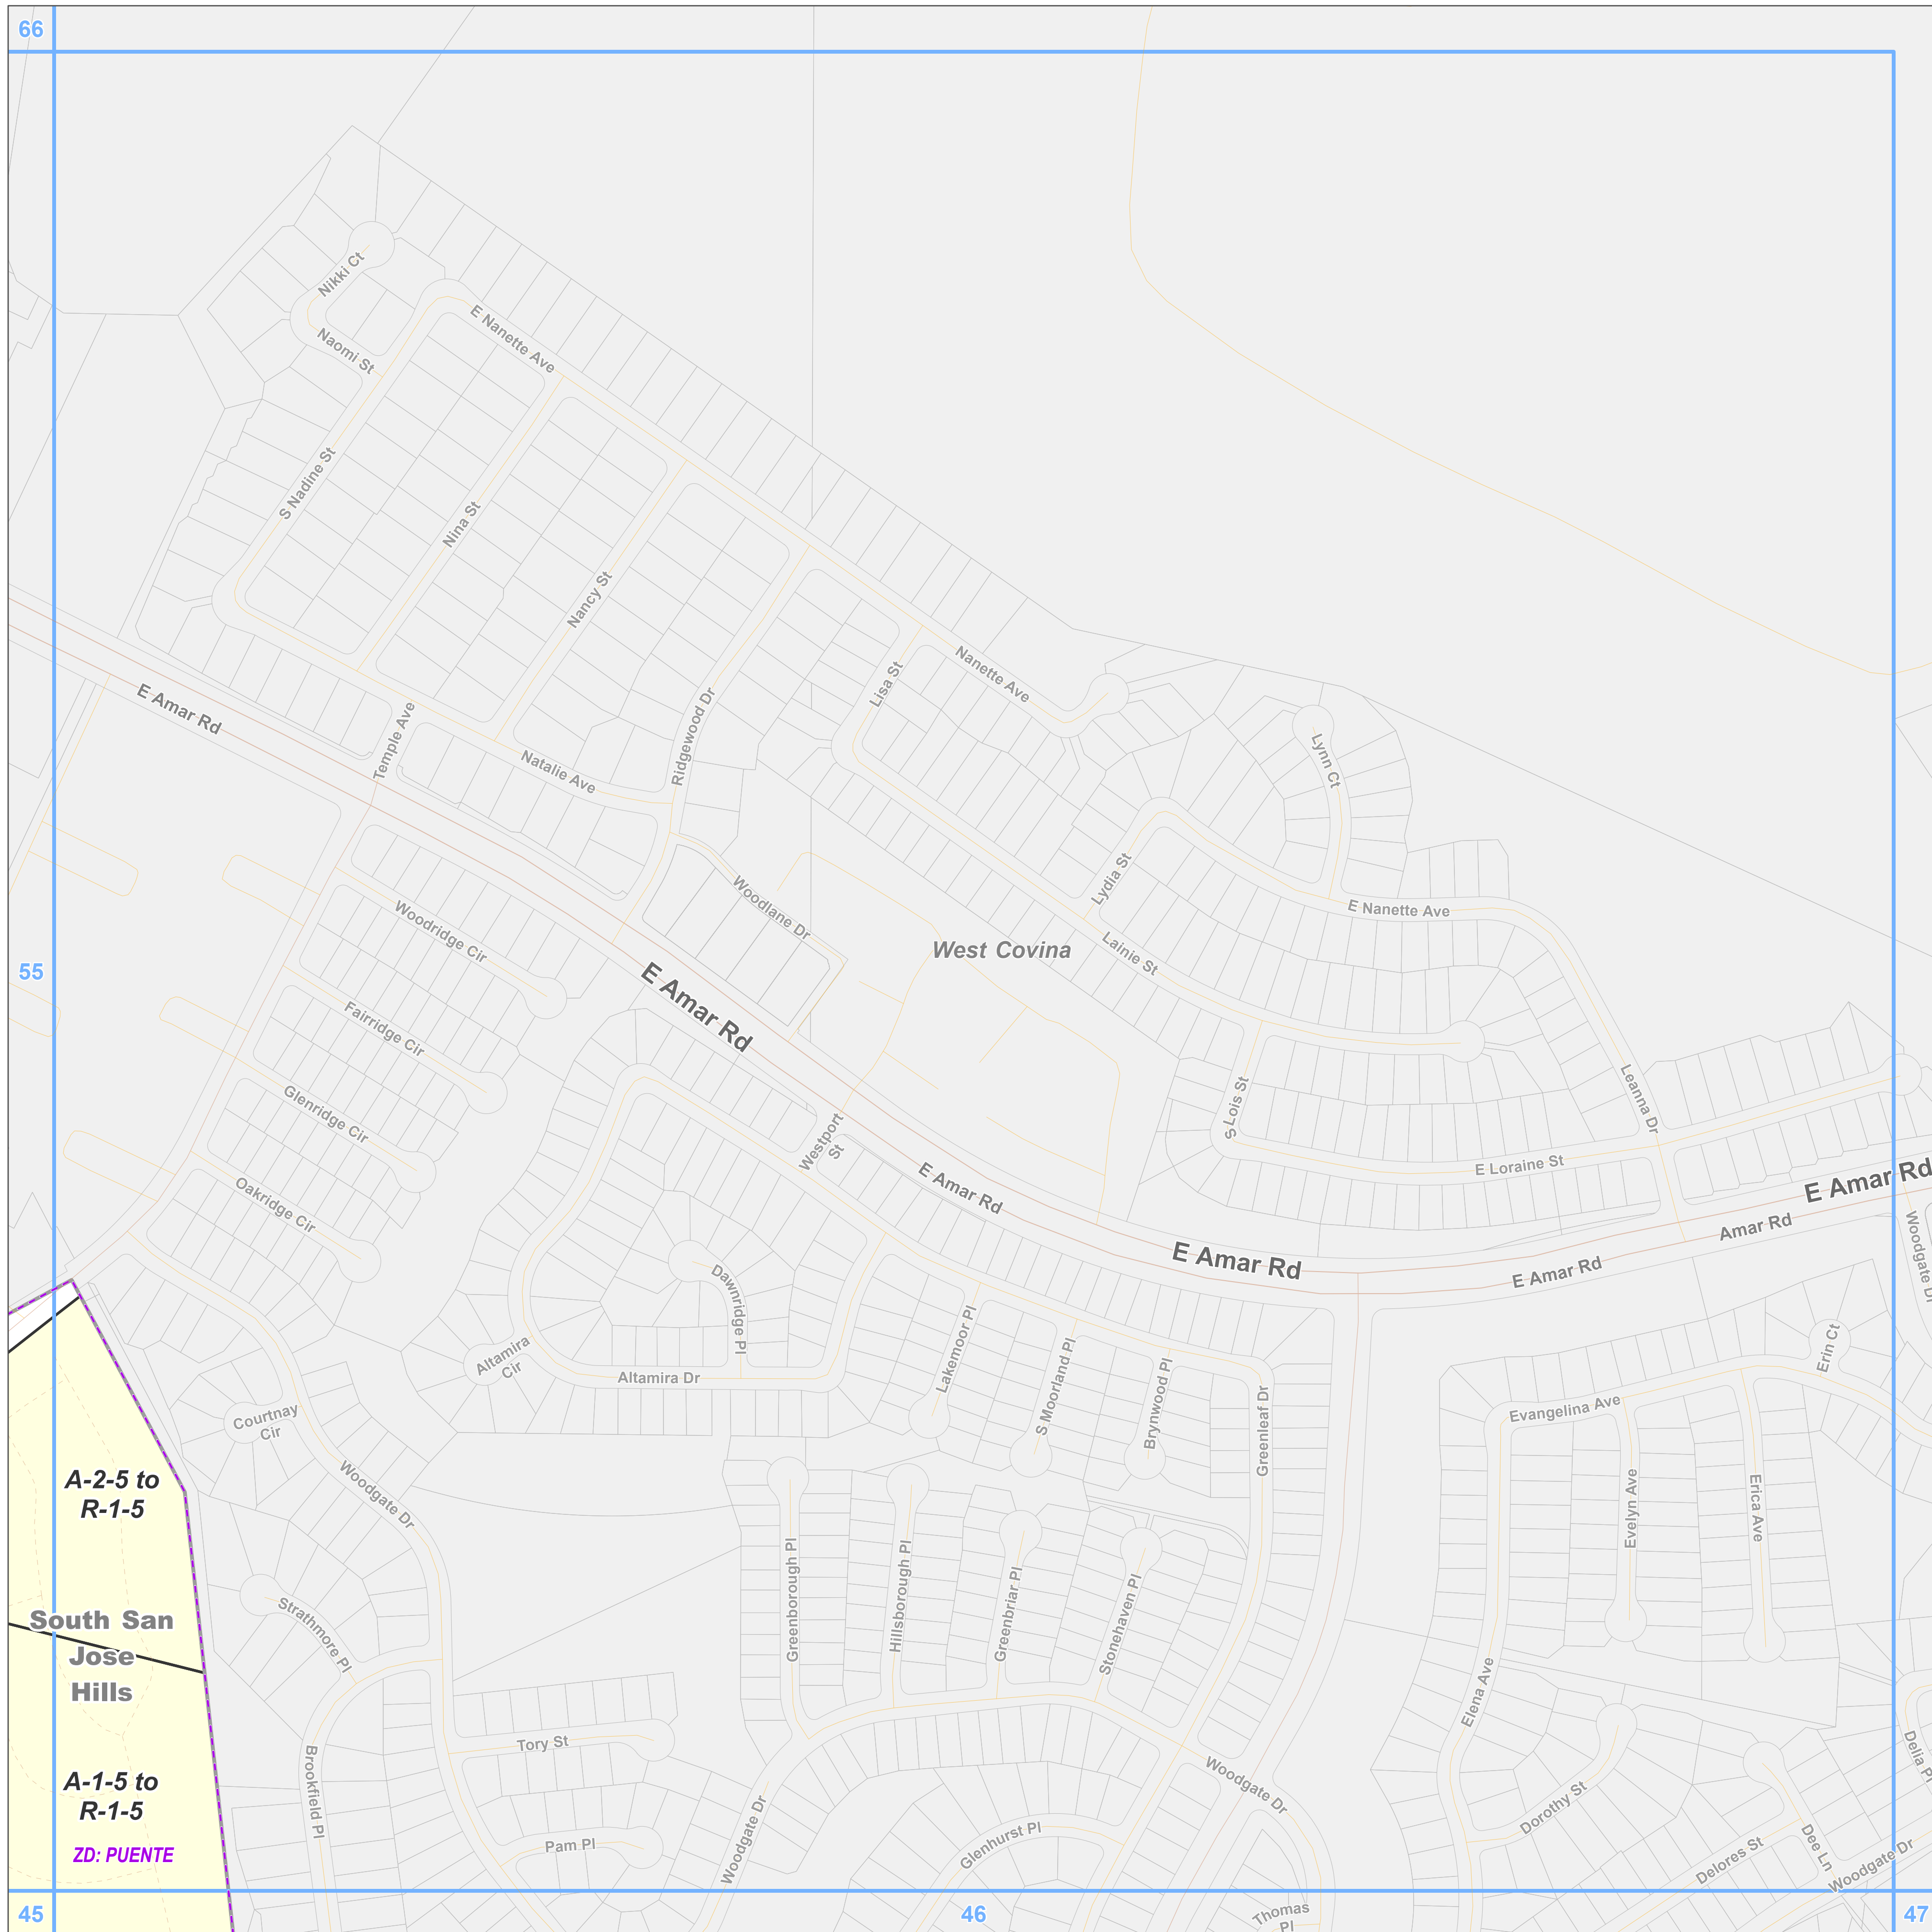 66
Nikki Ct
Naomi St
E Nanette Ave
S Nadine St
Nina St
Nancy St
E Amar Rd
Temple Ave
Natalie Ave
Ridgewood Dr
Lisa St
Nanette Ave
Lynn Ct
Lydia St
E Nanette Ave
Woodlane Dr
Woodridge Cir
West Covina
Lainie St
55
E Amar Rd
Fairridge Cir
Glenridge Cir
Oakridge Cir
Westport
St
S Lois St
Leanna Dr
E Loraine St
E Amar Rd
E Amar Rd
E Amar Rd
Amar Rd
E Amar Rd
Woodgate Dr
Dawnridge Pl
Altamira
Cir
Altamira Dr
Lakemoor Pl
S Moorland Pl
Brynwood Pl
Greenleaf Dr
Erin Ct
Evangelina Ave
Evelyn Ave
Erica Ave
Courtnay
Cir
Woodgate Dr
A-2-5 to
R-1-5
South San
Jose
Hills
Strathmore Pl
Greenborough Pl
Hillsborough Pl
Greenbriar Pl
Stonehaven Pl
Elena Ave
Tory St
Brookfield Pl
A-1-5 to
R-1-5
ZD: PUENTE
Pam Pl
Woodgate Dr
Glenhurst Pl
Woodgate Dr
Dorothy St
Delia Pl
Dee Ln
Delores St
Woodgate Dr
Thomas
Pl
45
46
47